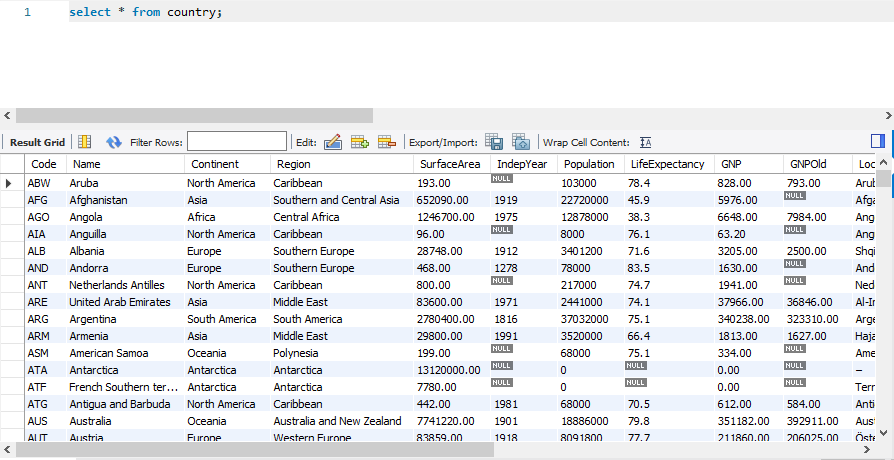 1 select * from country;
Result Grid Filter Rows: Edit: Export/Import: Wrap Cell Content:
Code Name Continent Region SurfaceArea IndepYear Population LifeExpectancy GNP GNPOld Loc
ABW Aruba North America Caribbean 193.00 NULL 103000 78.4 828.00 793.00 Arub
AFG Afghanistan Asia Southern and Central Asia 652090.00 1919 22720000 45.9 5976.00 NULL Afga
AGO Angola Africa Central Africa 1246700.00 1975 12878000 38.3 6648.00 7984.00 Ango
AIA Anguilla North America Caribbean 96.00 NULL 8000 76.1 63.20 NULL Ang
ALB Albania Europe Southern Europe 28748.00 1912 3401200 71.6 3205.00 2500.00 Shqi
AND Andorra Europe Southern Europe 468.00 1278 78000 83.5 1630.00 NULL And
ANT Netherlands Antilles North America Caribbean 800.00 NULL 217000 74.7 1941.00 NULL Ned
ARE United Arab Emirates Asia Middle East 83600.00 1971 2441000 74.1 37966.00 36846.00 Al-Im
ARG Argentina South America South America 2780400.00 1816 37032000 75.1 340238.00 323310.00 Arge
ARM Armenia Asia Middle East 29800.00 1991 3520000 66.4 1813.00 1627.00 Haja
ASM American Samoa Oceania Polynesia 199.00 NULL 68000 75.1 334.00 NULL Ame
ATA Antarctica Antarctica Antarctica 13120000.00 NULL 0 NULL 0.00 NULL –
ATF French Southern ter... Antarctica Antarctica 7780.00 NULL 0 NULL 0.00 NULL Terr
ATG Antigua and Barbuda North America Caribbean 442.00 1981 68000 70.5 612.00 584.00 Anti
AUS Australia Oceania Australia and New Zealand 7741220.00 1901 18886000 79.8 351182.00 392911.00 Aust
AUT Austria Europe Western Europe 83859.00 1918 8091800 77.7 211860.00 206025.00 Öste